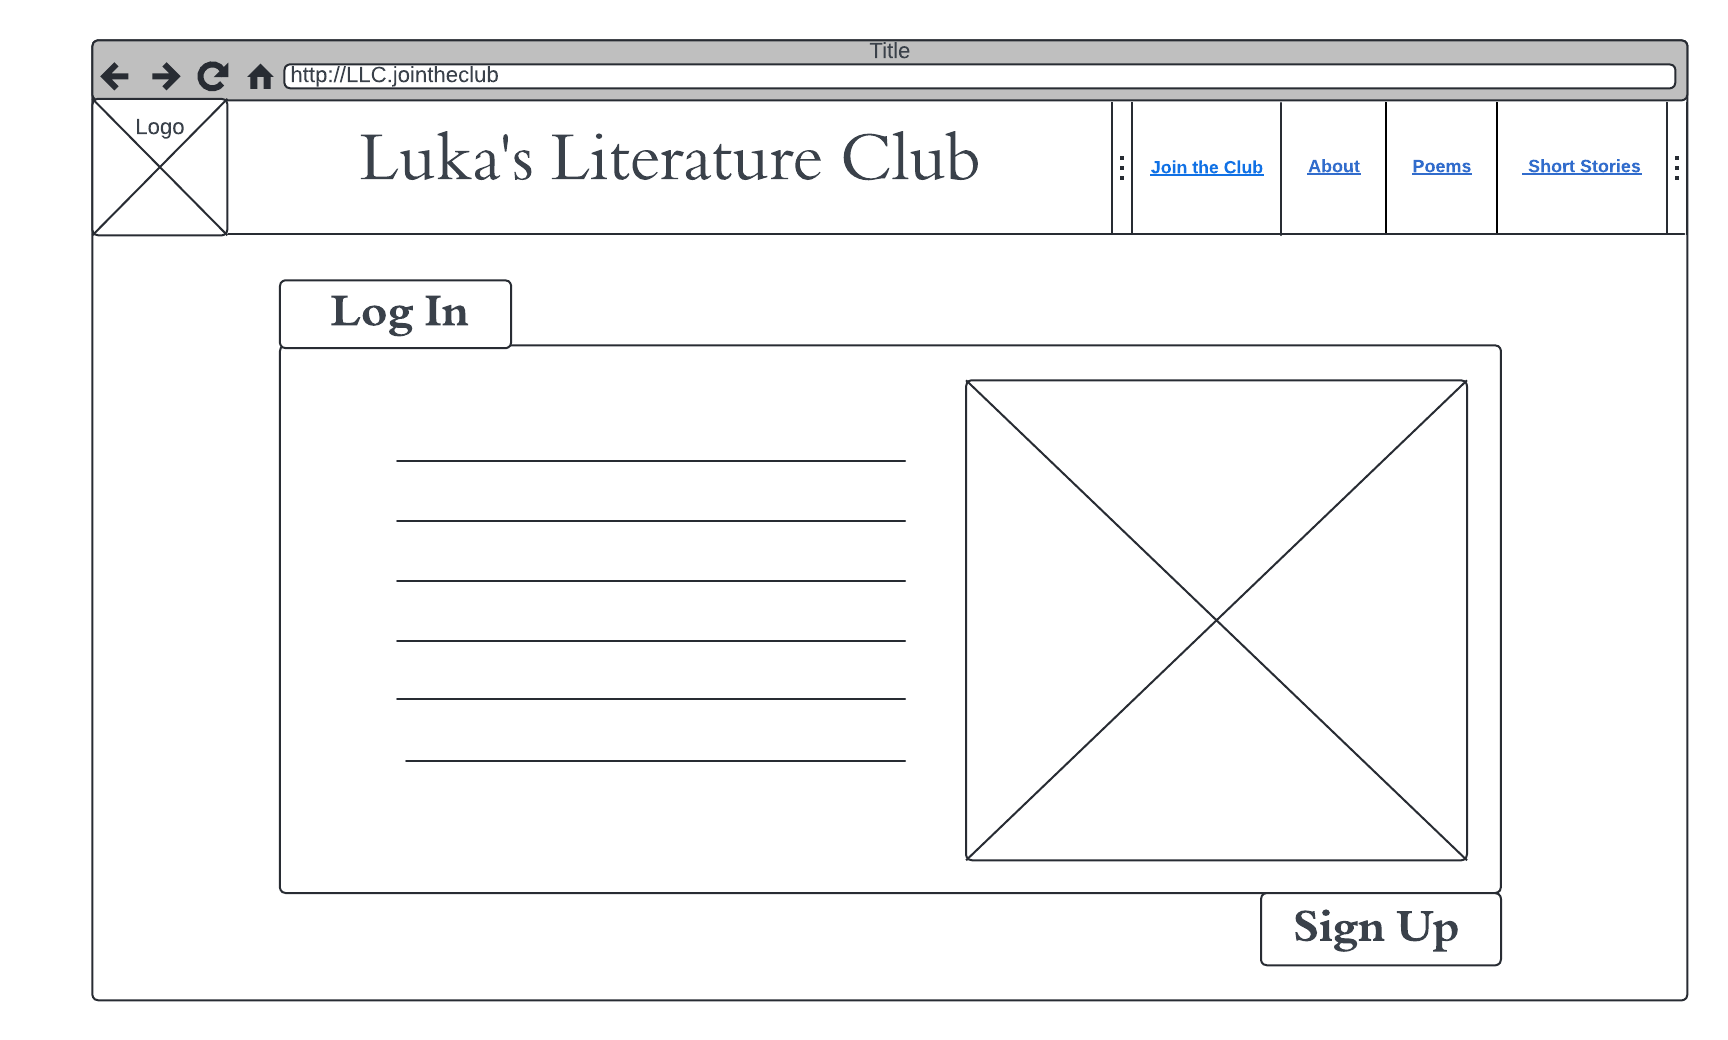 Title
http://LLC.jointheclub
Logo
Luka's Literature Club
Join the Club
About
Poems
Short Stories
Log In
Sign Up